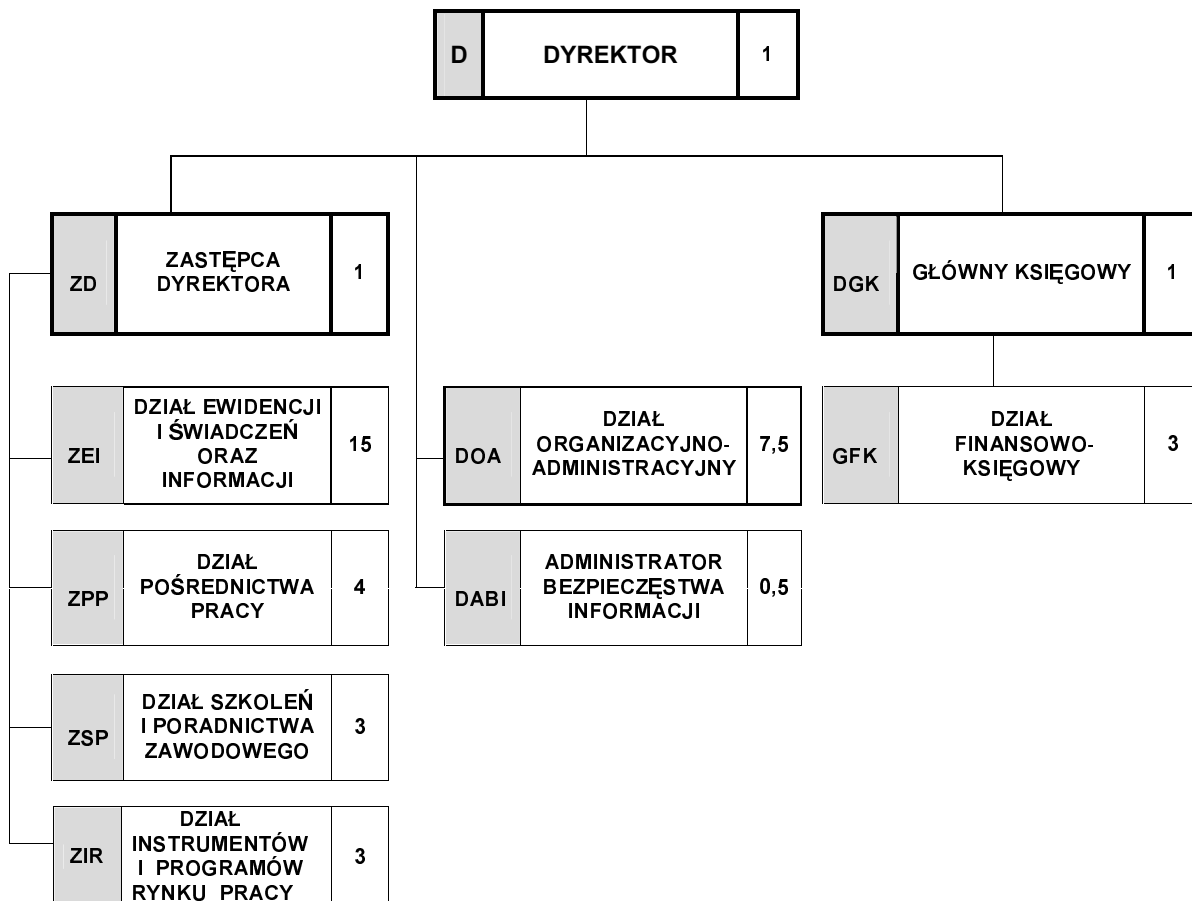 D
DYREKTOR
1
ZD
ZASTĘPCA
DYREKTORA
1
DGK
GŁÓWNY KSIĘGOWY
1
ZEI
DZIAŁ EWIDENCJI
I ŚWIADCZEŃ
ORAZ
INFORMACJI
15
DOA
DZIAŁ
ORGANIZACYJNO-
ADMINISTRACYJNY
7,5
GFK
DZIAŁ
FINANSOWO-
KSIĘGOWY
3
ZPP
DZIAŁ
POŚREDNICTWA
PRACY
4
DABI
ADMINISTRATOR
BEZPIECZĘSTWA
INFORMACJI
0,5
ZSP
DZIAŁ SZKOLEŃ
I PORADNICTWA
ZAWODOWEGO
3
ZIR
DZIAŁ
INSTRUMENTÓW
I PROGRAMÓW
RYNKU PRACY
3